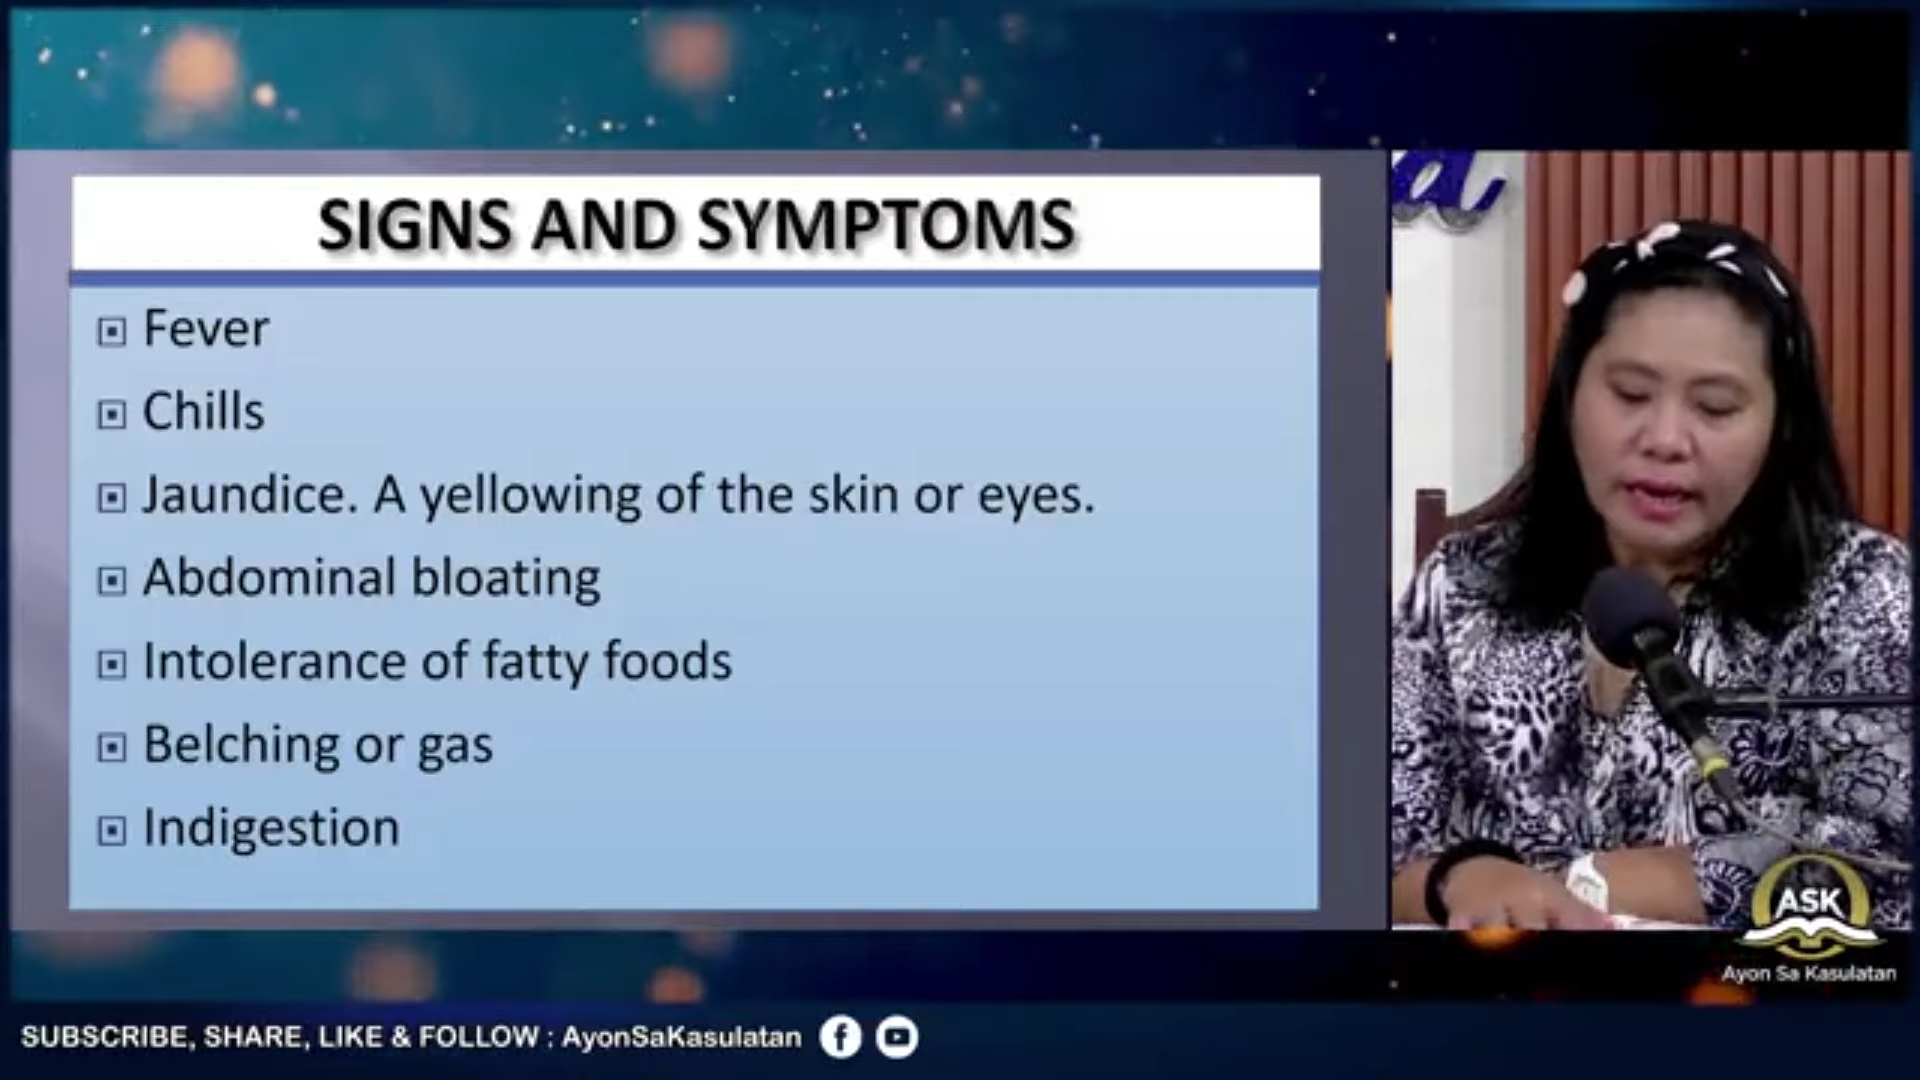 SIGNS AND SYMPTOMS
Fever
Chills
Jaundice. A yellowing of the skin or eyes.
Abdominal bloating
Intolerance of fatty foods
Belching or gas
Indigestion
ASK
Ayon Sa Kasulatan
SUBSCRIBE, SHARE, LIKE & FOLLOW : AyonSaKasulatan